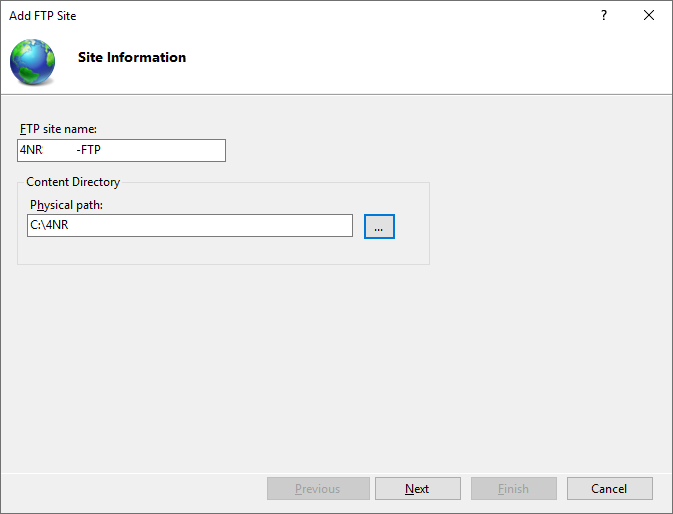 Add FTP Site
?
Site Information
FTP site name:
4NR -FTP
Content Directory
Physical path:
C:\4NR
...
Previous Next Finish Cancel